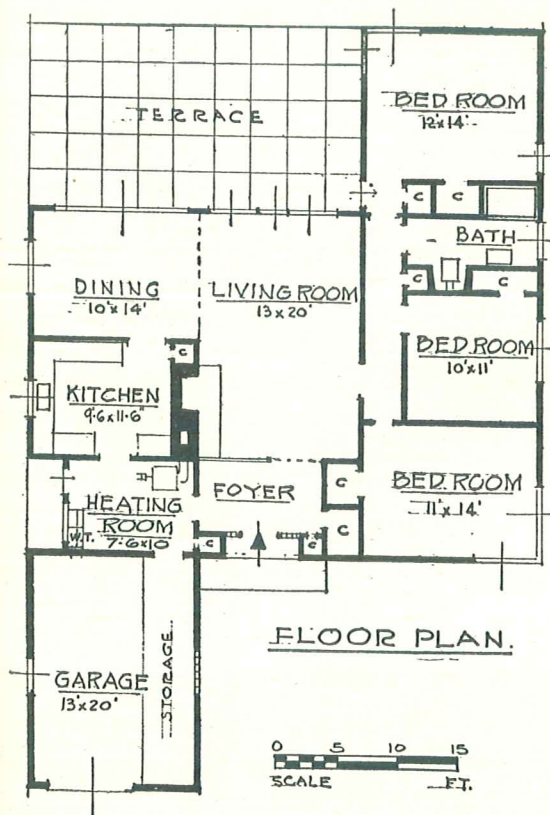 TERRACE
BED ROOM
12'x14'
C
C
BATH
DINING
10'x14'
LIVING ROOM
13x20'
C
C
BED ROOM
10'x11'
C
KITCHEN
9'·6x11·6"
FOYER
C
BED. ROOM
11'x14'
HEATING
ROOM
7'·6x10'
W.T.
C
C
C
FLOOR PLAN.
GARAGE
13'x20'
STORAGE
0 5 10 15
SCALE FT.